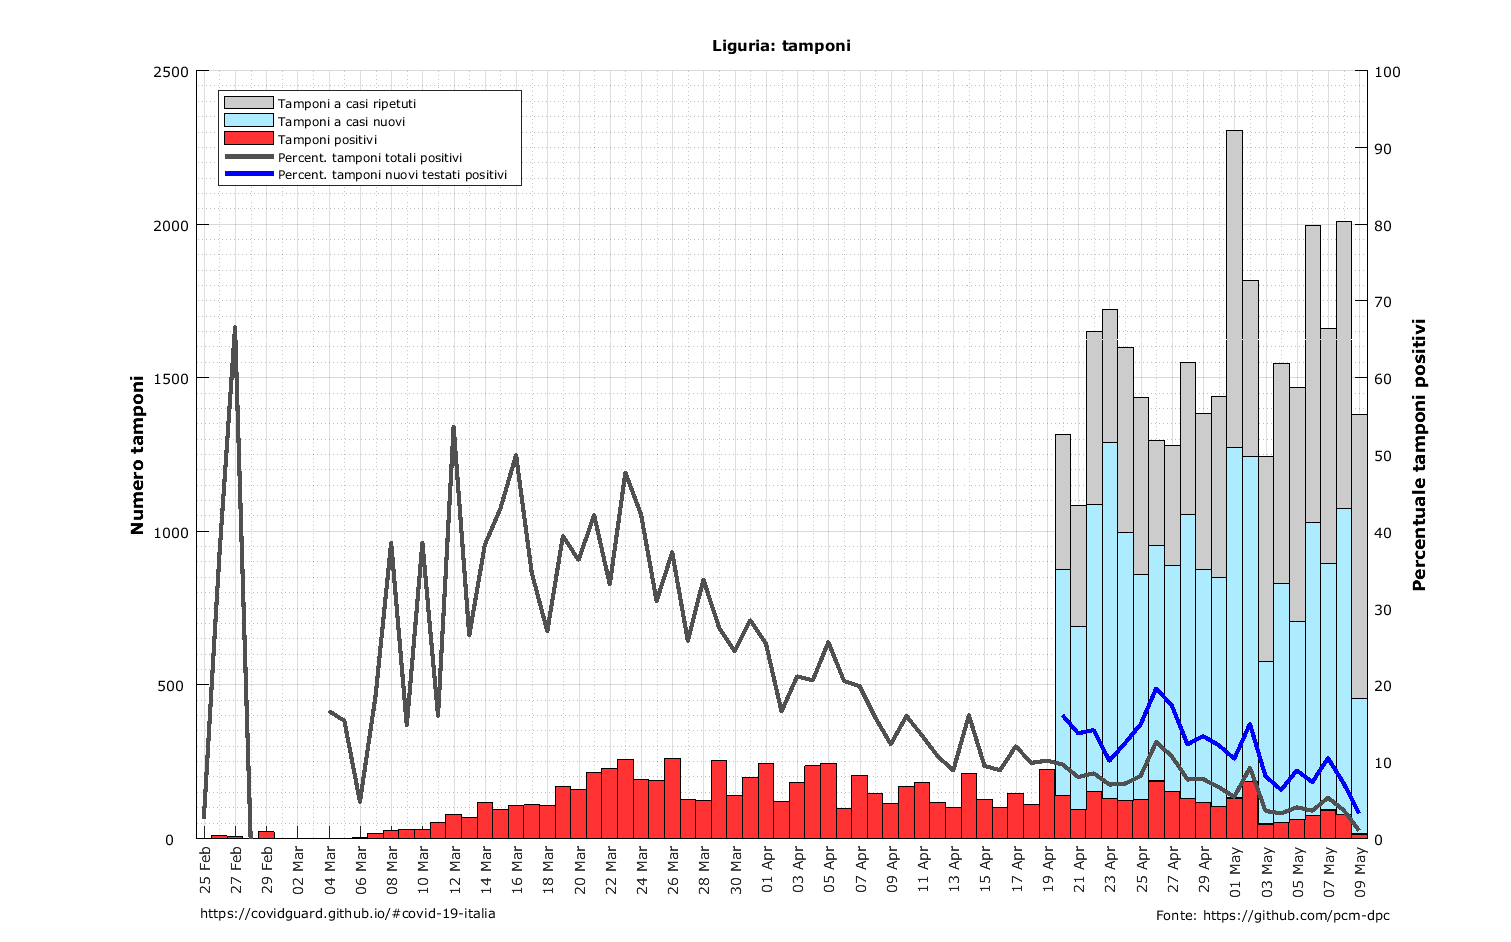 Liguria: tamponi
Tamponi a casi ripetuti
Tamponi a casi nuovi
Tamponi positivi
Percent. tamponi totali positivi
Percent. tamponi nuovi testati positivi
Numero tamponi
2500
2000
1500
1000
500
0
Percentuale tamponi positivi
100
90
80
70
60
50
40
30
20
10
0
25 Feb
27 Feb
29 Feb
02 Mar
04 Mar
06 Mar
08 Mar
10 Mar
12 Mar
14 Mar
16 Mar
18 Mar
20 Mar
22 Mar
24 Mar
26 Mar
28 Mar
30 Mar
01 Apr
03 Apr
05 Apr
07 Apr
09 Apr
11 Apr
13 Apr
15 Apr
17 Apr
19 Apr
21 Apr
23 Apr
25 Apr
27 Apr
29 Apr
01 May
03 May
05 May
07 May
09 May
https://covidguard.github.io/#covid-19-italia
Fonte: https://github.com/pcm-dpc